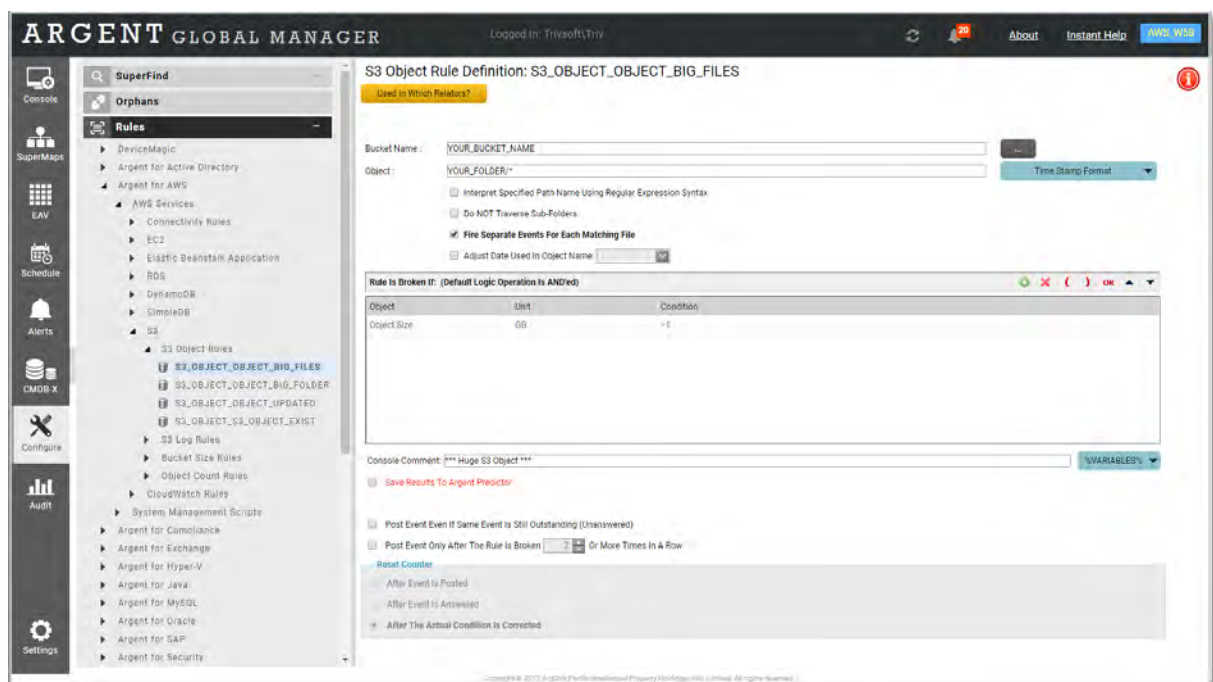 ARGENT GLOBAL MANAGER
Logged In: Trivsoft\Triv
20
About
Instant Help
AWS_W5B
Console
SuperMaps
EAV
Schedule
Alerts
CMDB-X
Configure
Audit
Settings
SuperFind
Orphans
Rules
DeviceMagic
Argent for Active Directory
Argent for AWS
AWS Services
Connectivity Rules
EC2
Elastic Beanstalk Application
RDS
DynamoDB
SimpleDB
S3
S3 Object Rules
S3_OBJECT_OBJECT_BIG_FILES
S3_OBJECT_OBJECT_BIG_FOLDER
S3_OBJECT_OBJECT_UPDATED
S3_OBJECT_S3_OBJECT_EXIST
S3 Log Rules
Bucket Size Rules
Object Count Rules
CloudWatch Rules
System Management Scripts
Argent for Compliance
Argent for Exchange
Argent for Hyper-V
Argent for Java
Argent for MySQL
Argent for Oracle
Argent for SAP
Argent for Security
S3 Object Rule Definition: S3_OBJECT_OBJECT_BIG_FILES
Used In Which Relators?
Bucket Name : YOUR_BUCKET_NAME ...
Object : YOUR_FOLDER/* Time Stamp Format
Interpret Specified Path Name Using Regular Expression Syntax
Do NOT Traverse Sub-Folders
Fire Separate Events For Each Matching File
Adjust Date Used In Object Name
Rule Is Broken If: (Default Logic Operation Is AND'ed) ( ) OR
Object Unit Condition
Object Size GB >1
Console Comment: *** Huge S3 Object *** %VARIABLES%
Save Results To Argent Predictor
Post Event Even If Same Event Is Still Outstanding (Unanswered)
Post Event Only After The Rule Is Broken 2 Or More Times In A Row
Reset Counter
After Event Is Posted
After Event Is Answered
After The Actual Condition Is Corrected